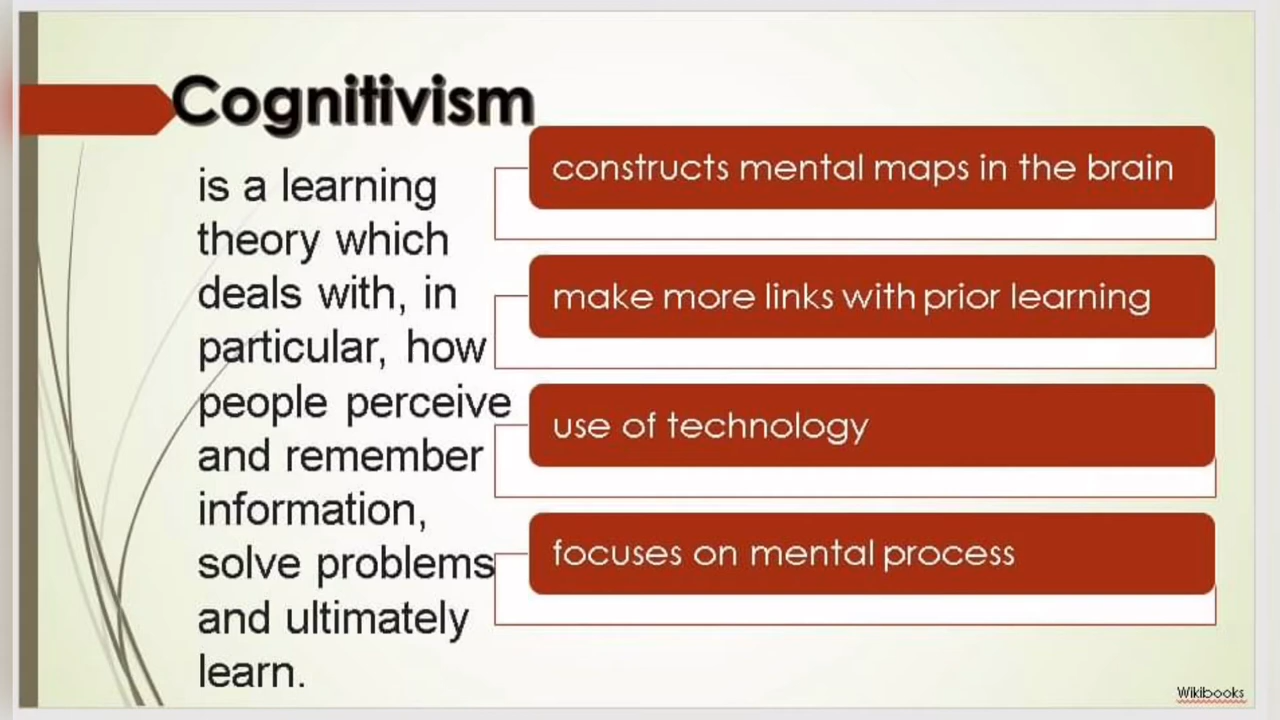 Cognitivism
is a learning
theory which
deals with, in
particular, how
people perceive
and remember
information,
solve problems
and ultimately
learn.
constructs mental maps in the brain
make more links with prior learning
use of technology
focuses on mental process
Wikibooks